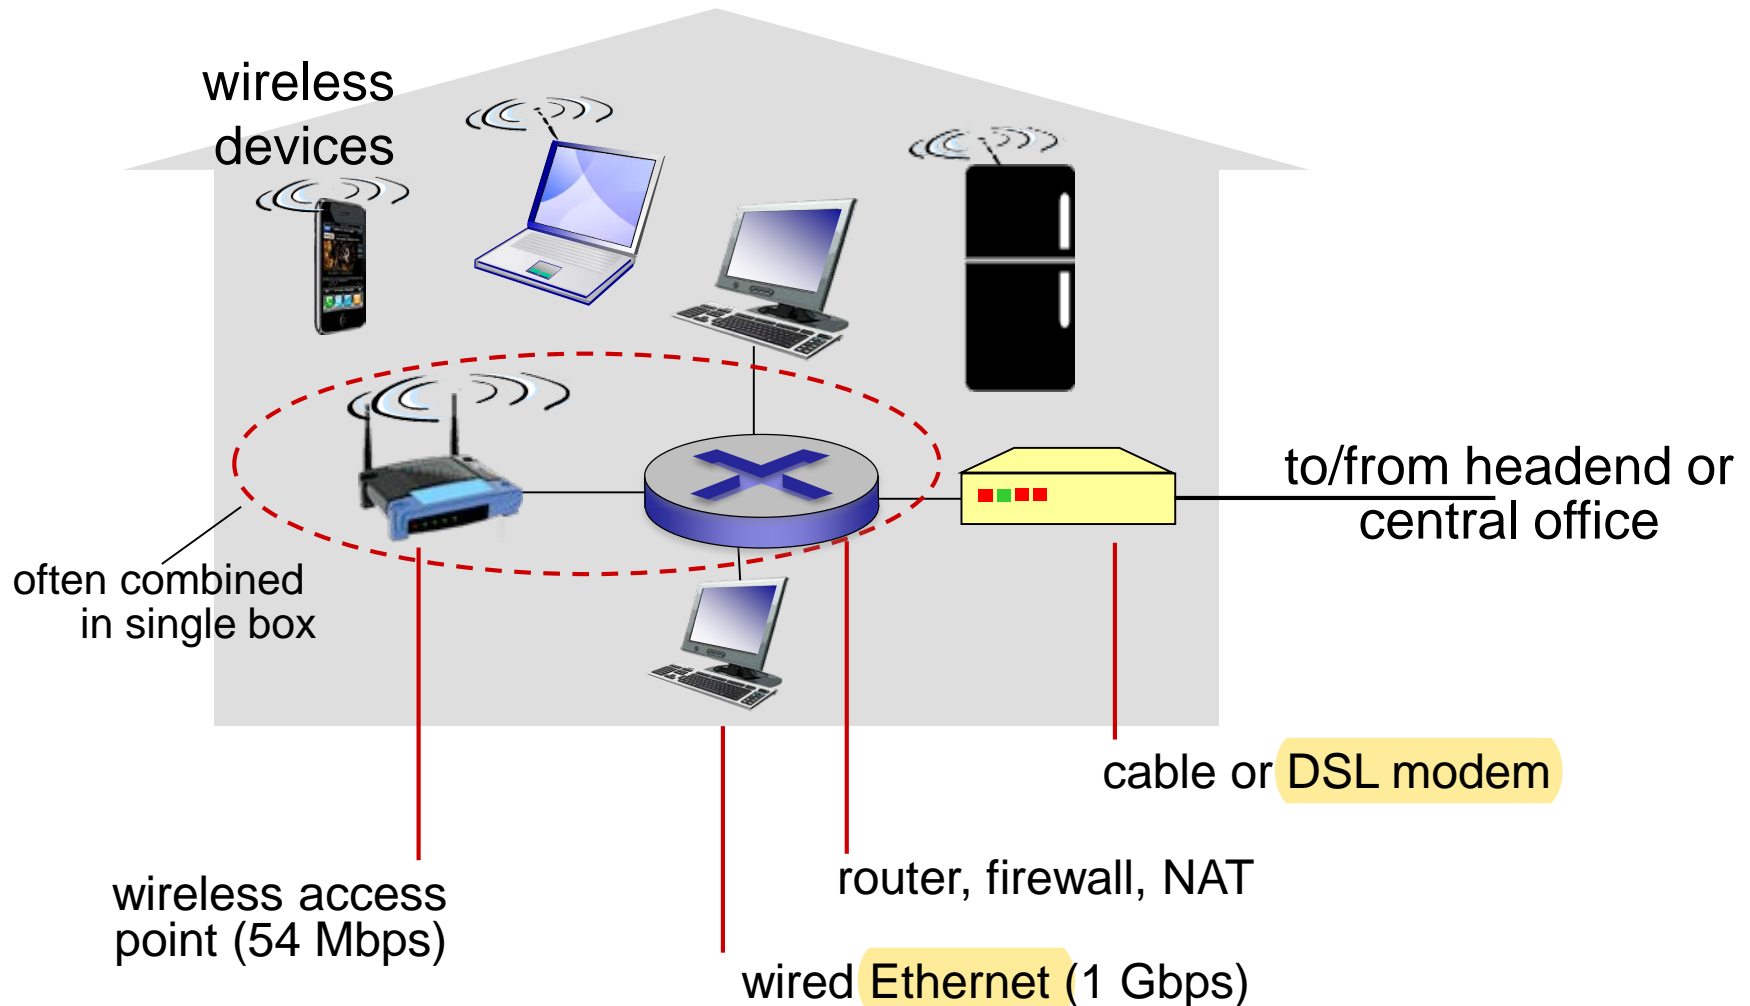 wireless
devices
to/from headend or
central office
often combined
in single box
cable or DSL modem
router, firewall, NAT
wireless access
point (54 Mbps)
wired Ethernet (1 Gbps)